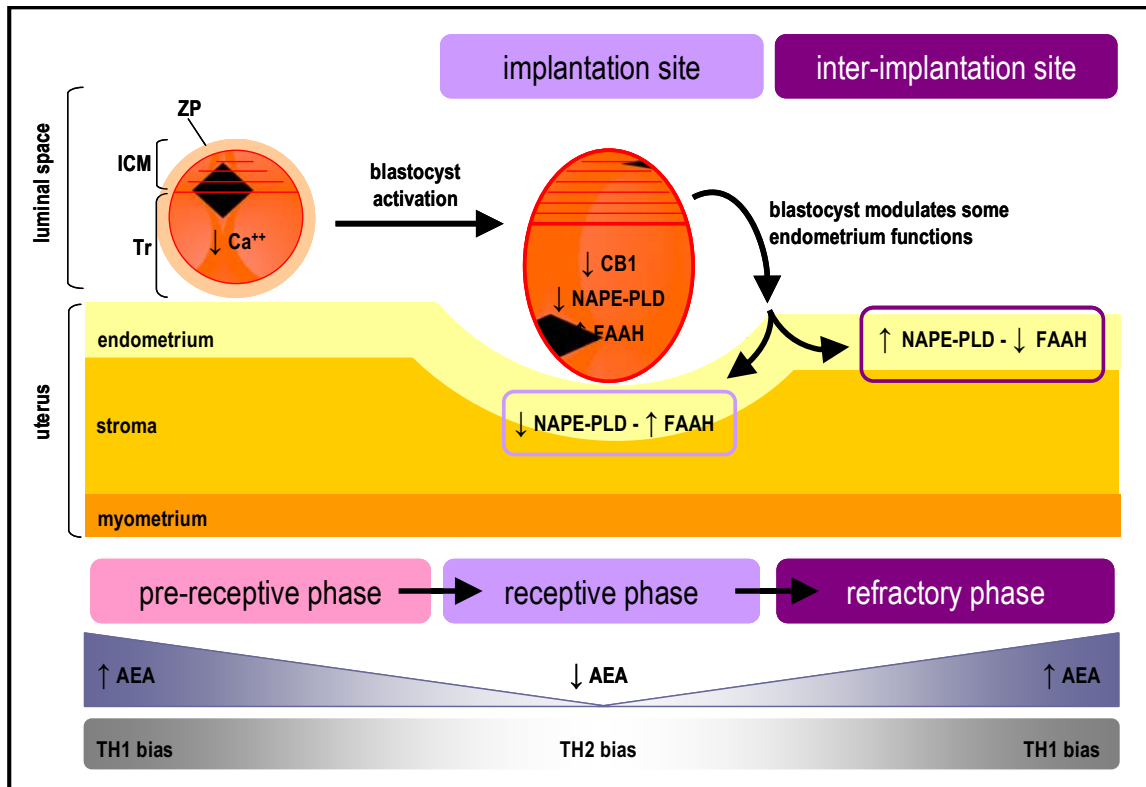 implantation site
inter-implantation site
luminal space
ZP
ICM
Tr
↓ Ca++
blastocyst
activation
↓ CB1
↓ NAPE-PLD
↑ FAAH
blastocyst modulates some
endometrium functions
uterus
endometrium
↑ NAPE-PLD - ↓ FAAH
stroma
↓ NAPE-PLD - ↑ FAAH
myometrium
pre-receptive phase
receptive phase
refractory phase
↑ AEA
↓ AEA
↑ AEA
TH1 bias
TH2 bias
TH1 bias